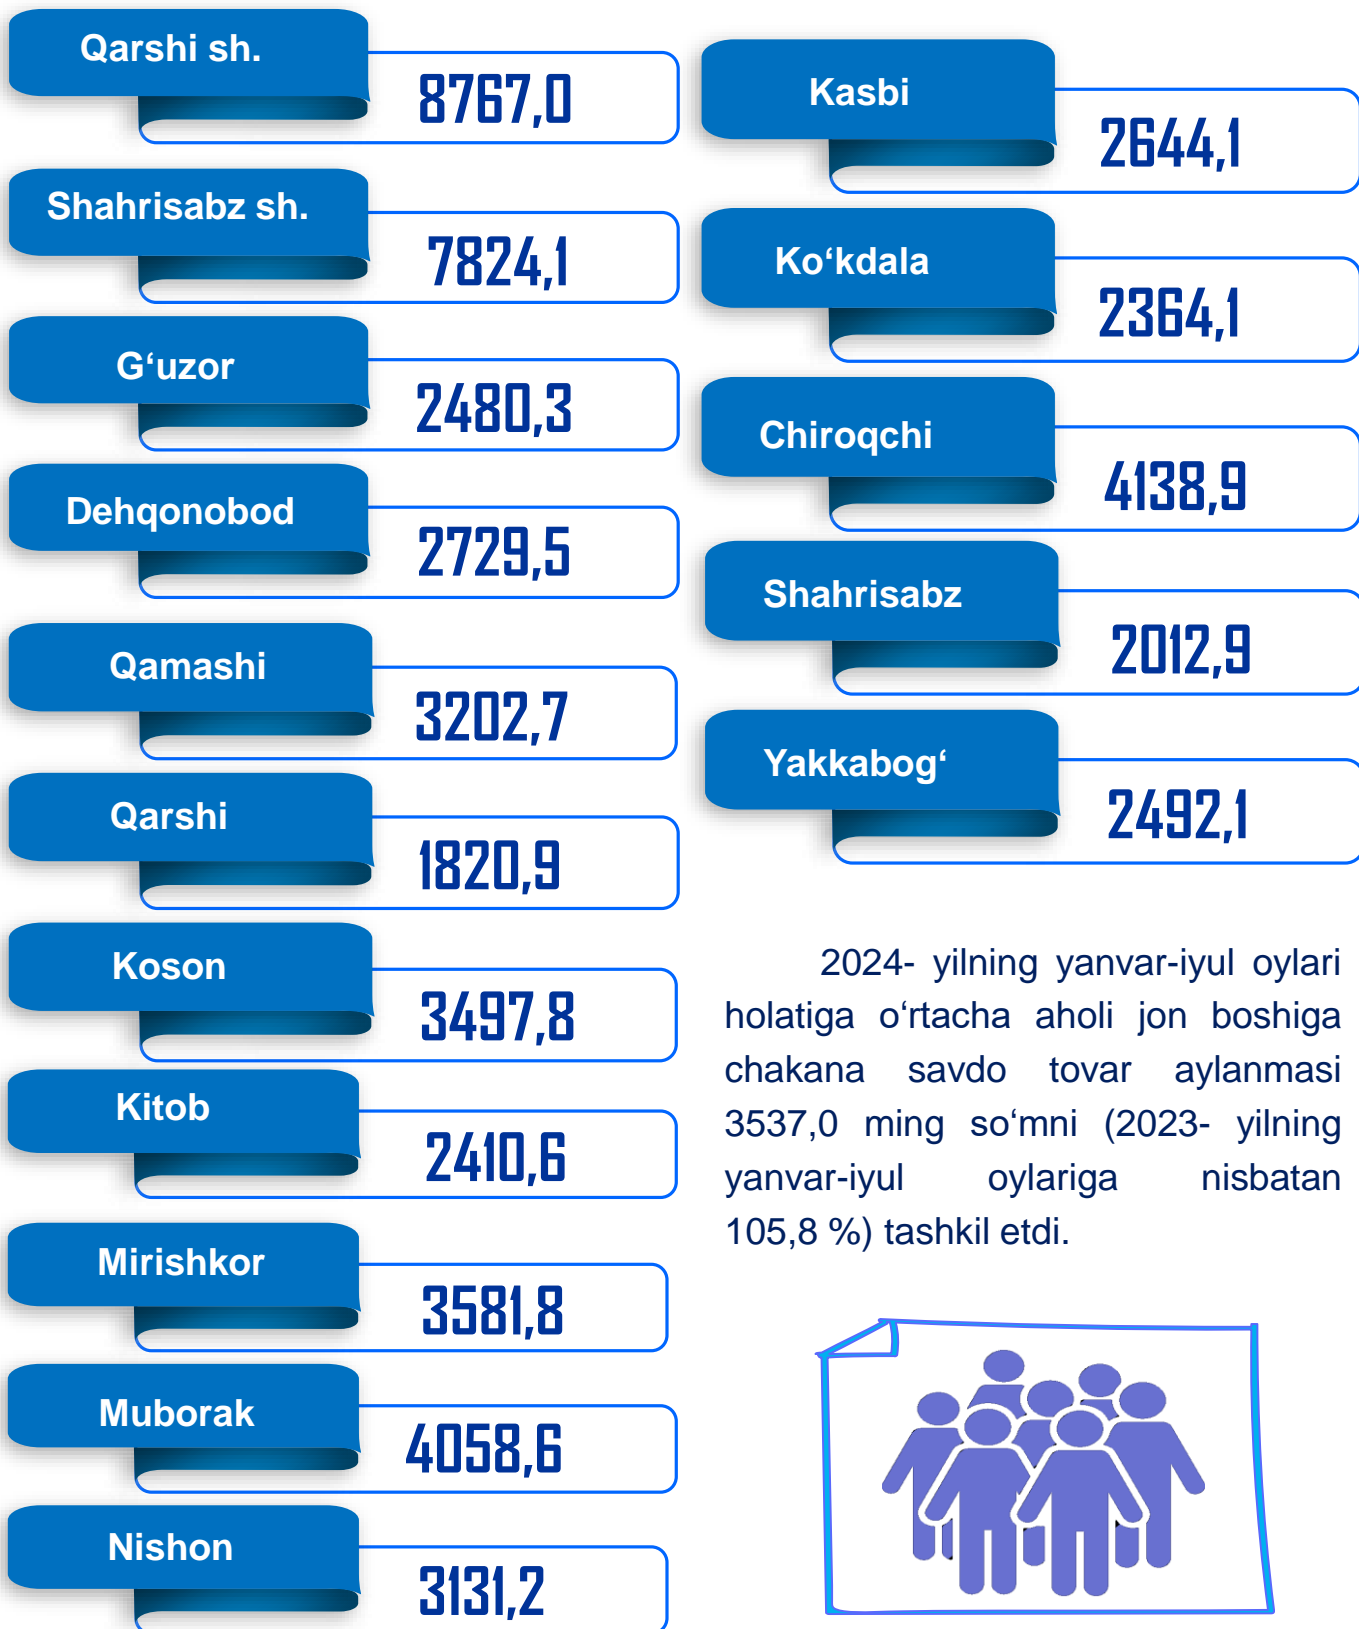 Qarshi sh.
8767,0
Shahrisabz sh.
7824,1
G‘uzor
2480,3
Dehqonobod
2729,5
Qamashi
3202,7
Qarshi
1820,9
Koson
3497,8
Kitob
2410,6
Mirishkor
3581,8
Muborak
4058,6
Nishon
3131,2
Kasbi
2644,1
Ko‘kdala
2364,1
Chiroqchi
4138,9
Shahrisabz
2012,9
Yakkabog‘
2492,1
2024- yilning yanvar-iyul oylari
holatiga o‘rtacha aholi jon boshiga
chakana savdo tovar aylanmasi
3537,0 ming so‘mni (2023- yilning
yanvar-iyul oylariga nisbatan
105,8 %) tashkil etdi.